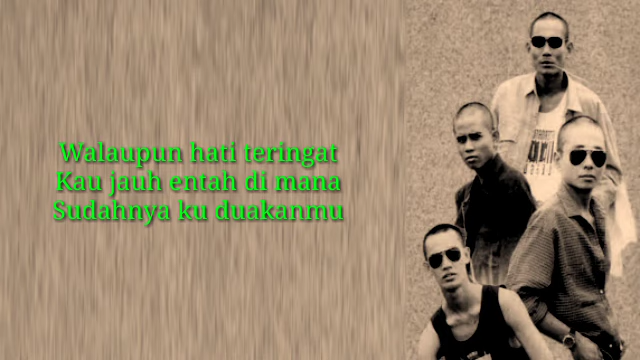 Walaupun hati teringat
Kau jauh entah di mana
Sudahnya ku duakanmu